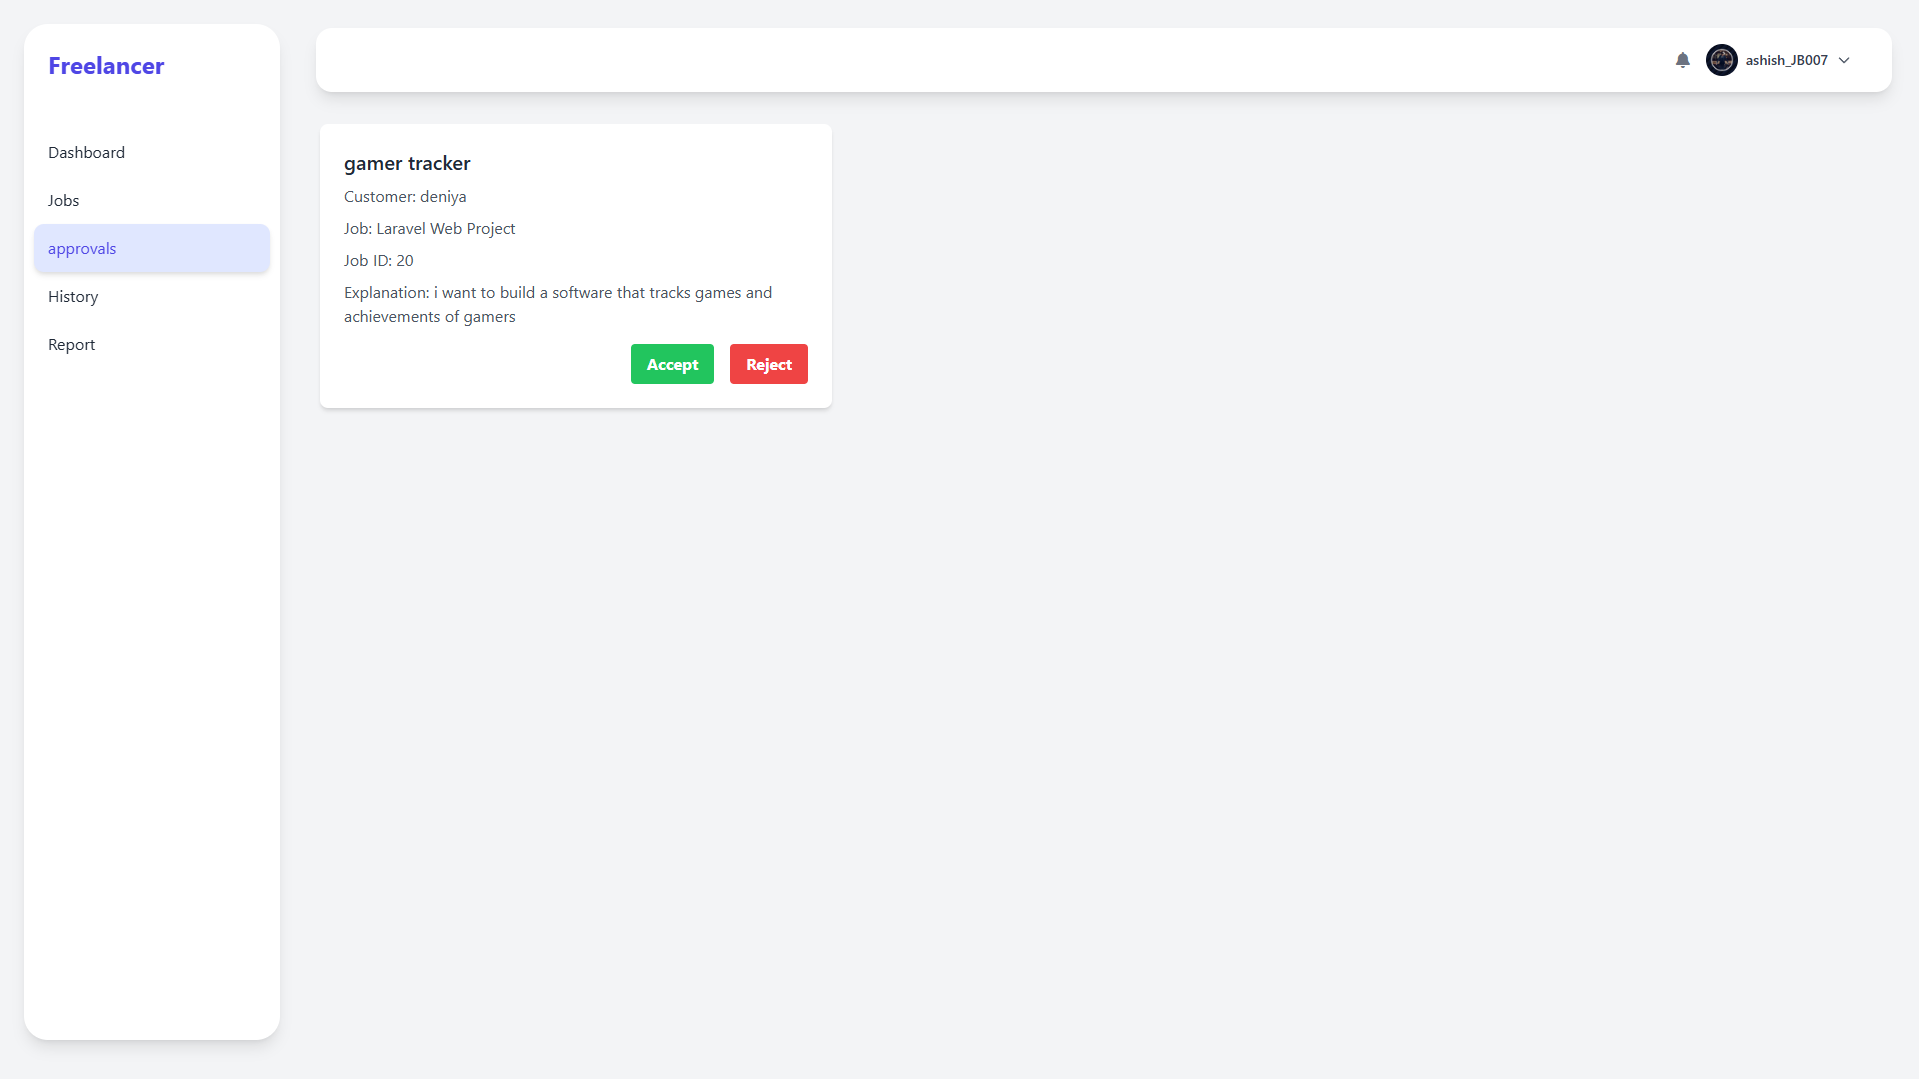 Freelancer
Dashboard
Jobs
approvals
History
Report
ashish_JB007
gamer tracker
Customer: deniya
Job: Laravel Web Project
Job ID: 20
Explanation: i want to build a software that tracks games and
achievements of gamers
Accept
Reject